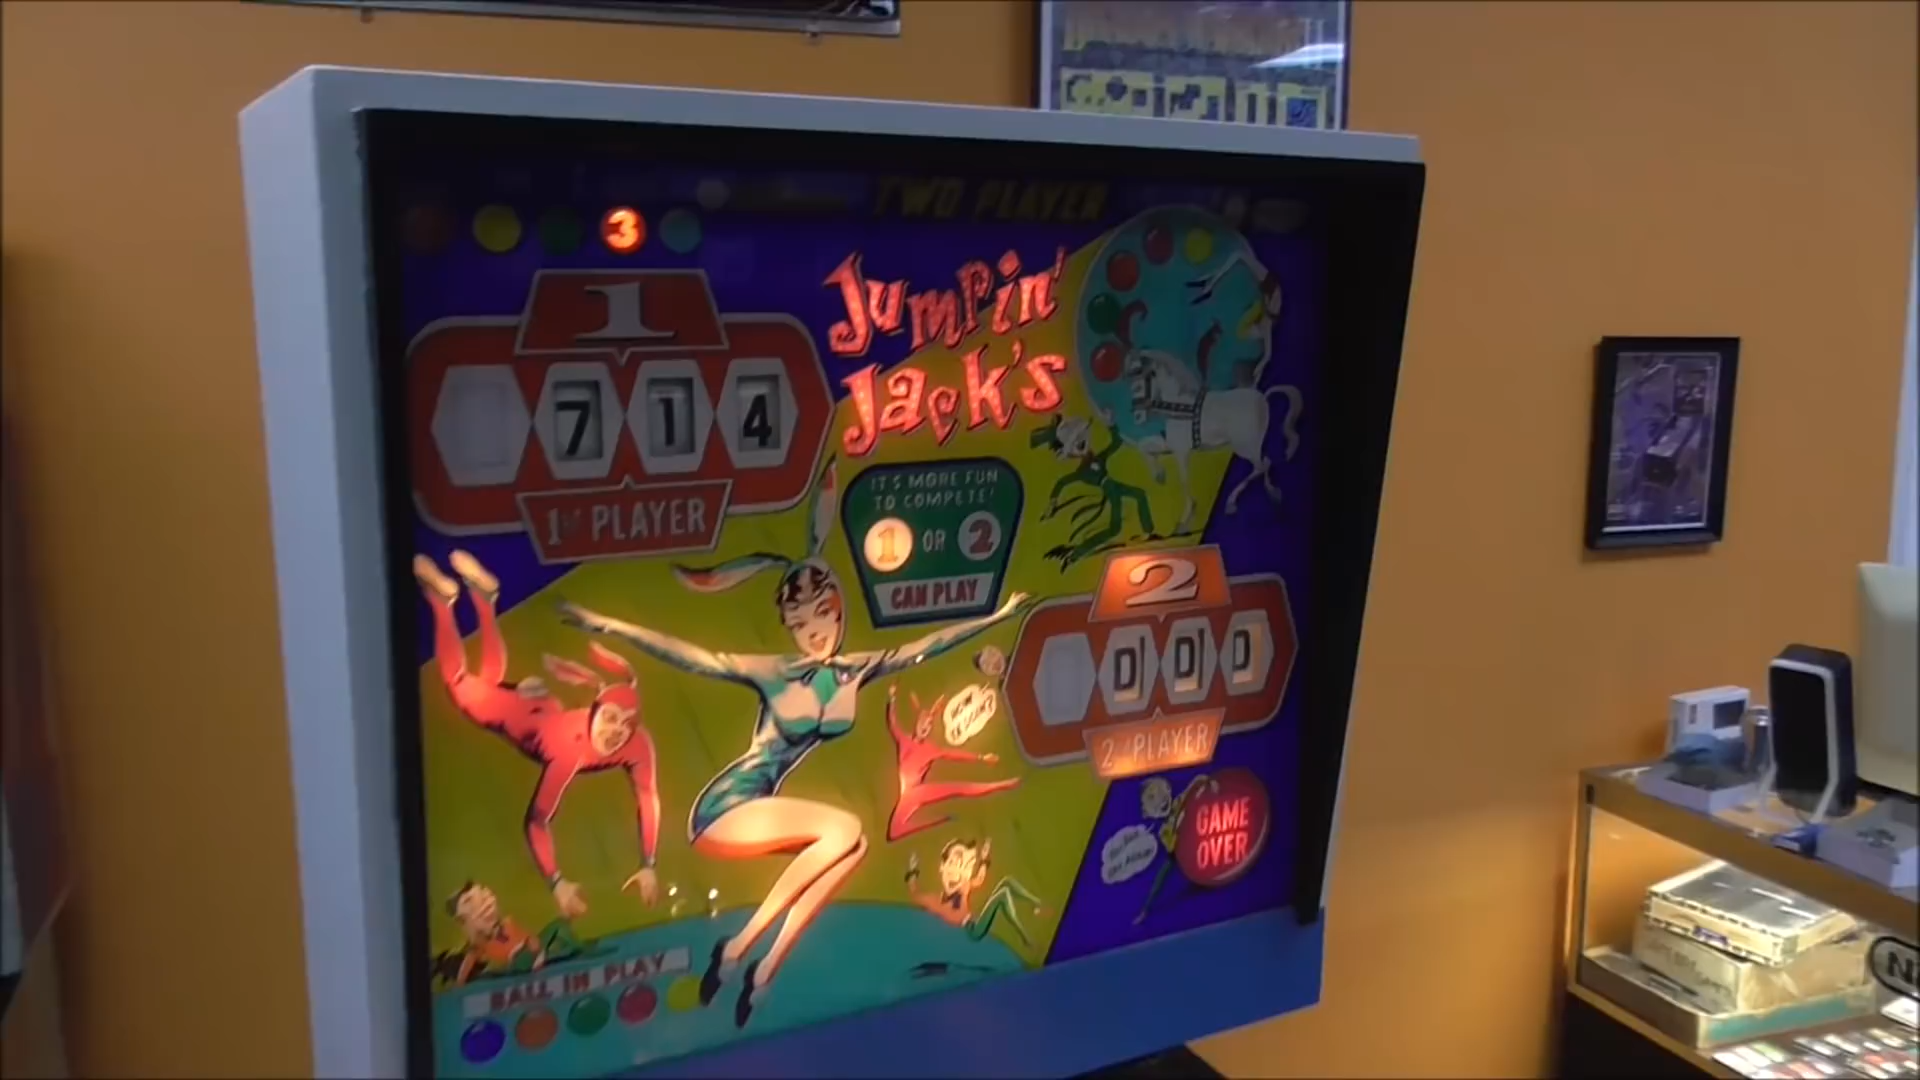 TWO PLAYER
3
Jumpin'
Jack's
1
714
1st PLAYER
IT'S MORE FUN
TO COMPETE!
1 OR 2
CAN PLAY
2
000
2nd PLAYER
GAME
OVER
BALL IN PLAY